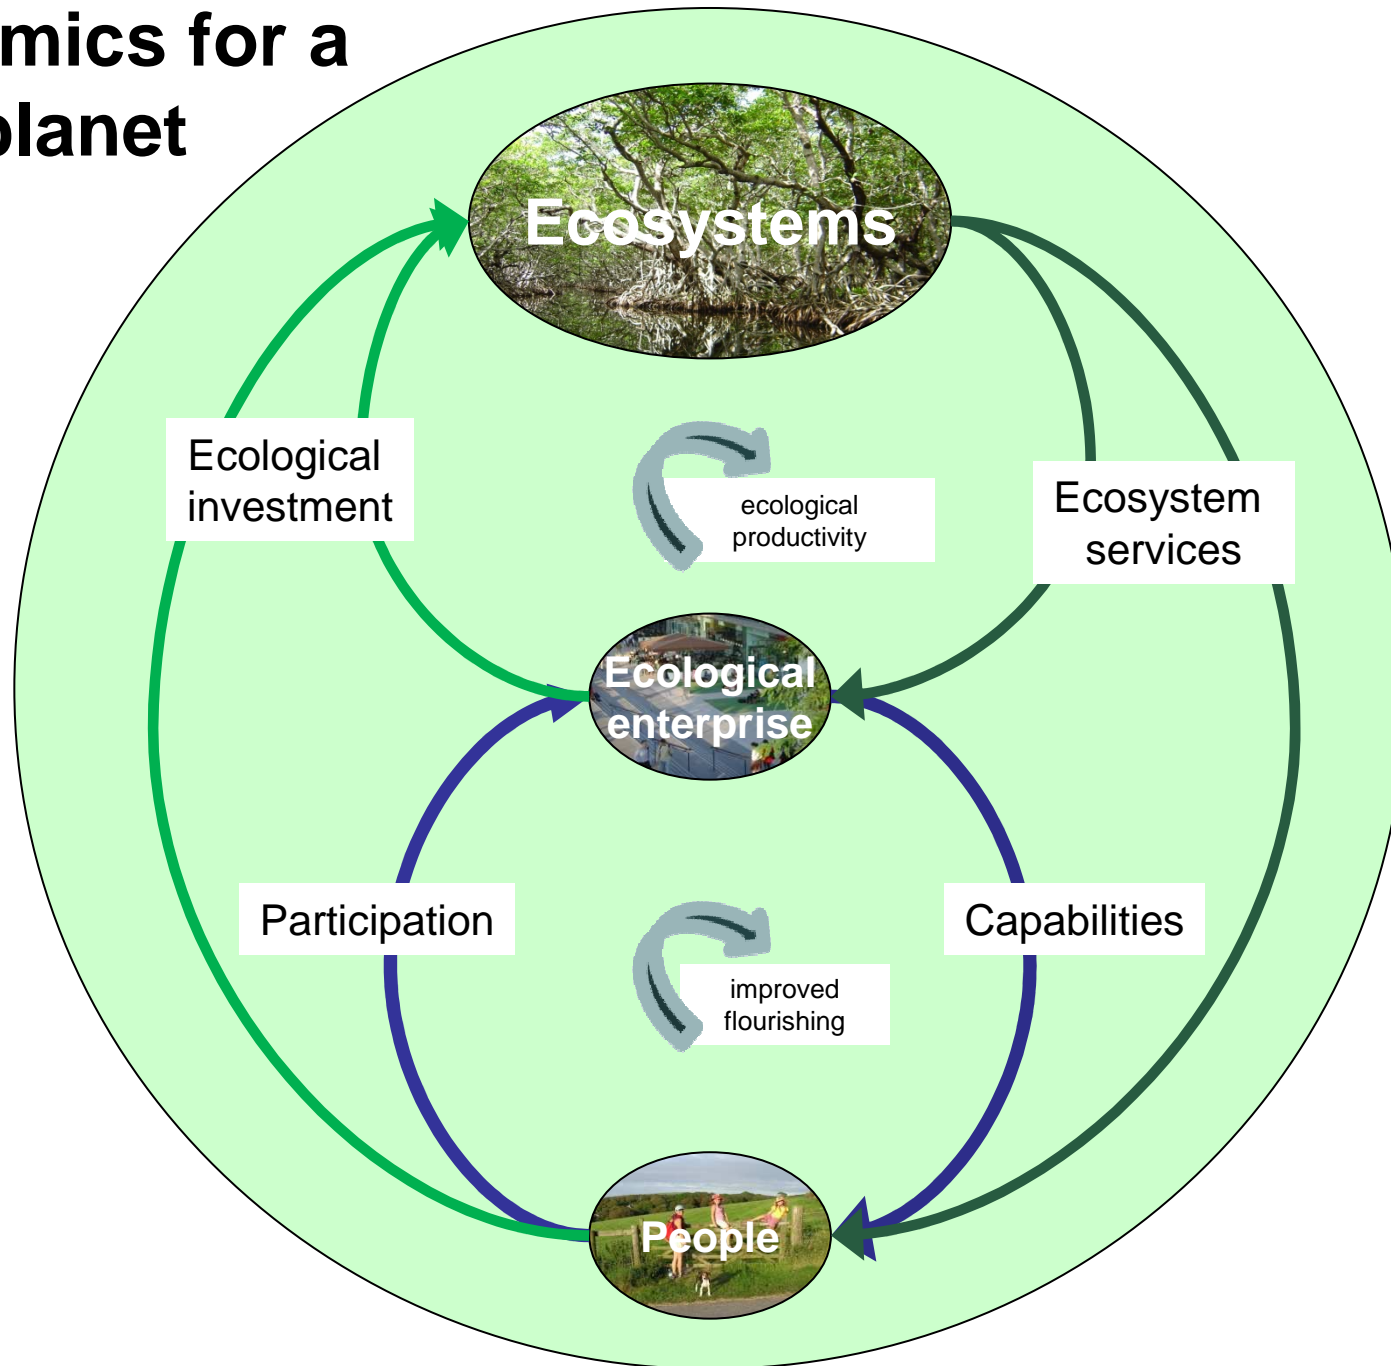 mics for a
planet
Ecosystems
Ecological
investment
ecological
productivity
Ecosystem
services
Ecological
enterprise
Participation
Capabilities
improved
flourishing
People